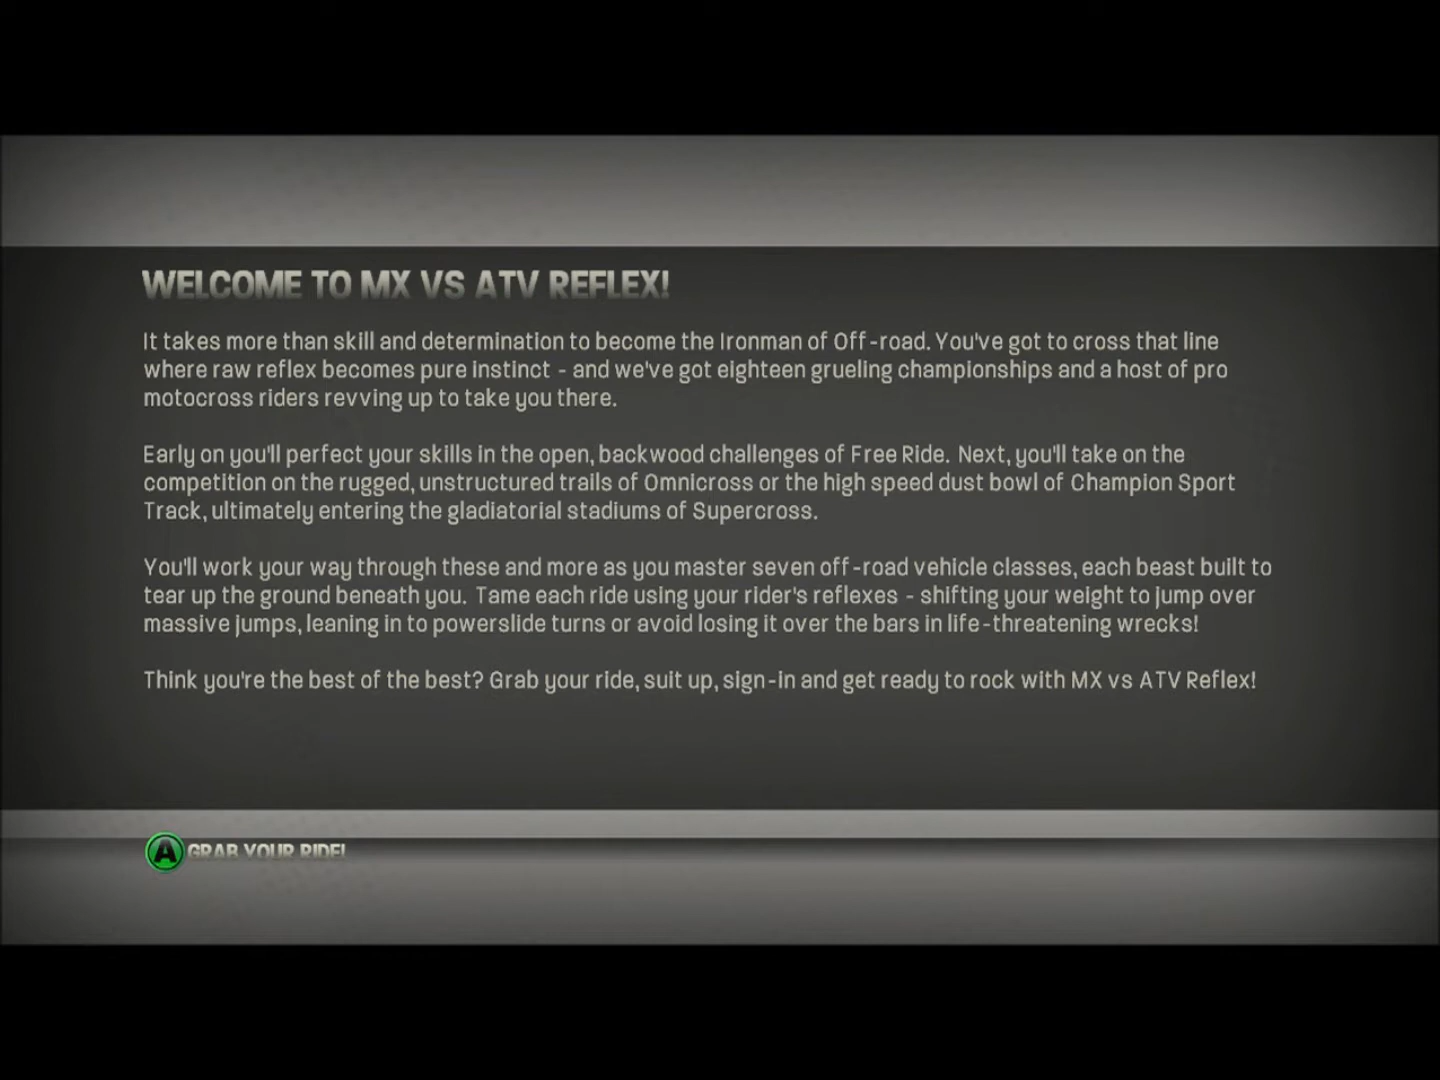 WELCOME TO MX VS ATV REFLEX!
It takes more than skill and determination to become the Ironman of Off-road. You've got to cross that line
where raw reflex becomes pure instinct - and we've got eighteen grueling championships and a host of pro
motocross riders revving up to take you there.
Early on you'll perfect your skills in the open, backwood challenges of Free Ride. Next, you'll take on the
competition on the rugged, unstructured trails of Omnicross or the high speed dust bowl of Champion Sport
Track, ultimately entering the gladiatorial stadiums of Supercross.
You'll work your way through these and more as you master seven off-road vehicle classes, each beast built to
tear up the ground beneath you. Tame each ride using your rider's reflexes - shifting your weight to jump over
massive jumps, leaning in to powerslide turns or avoid losing it over the bars in life-threatening wrecks!
Think you're the best of the best? Grab your ride, suit up, sign-in and get ready to rock with MX vs ATV Reflex!
A GRAB YOUR RIDE!